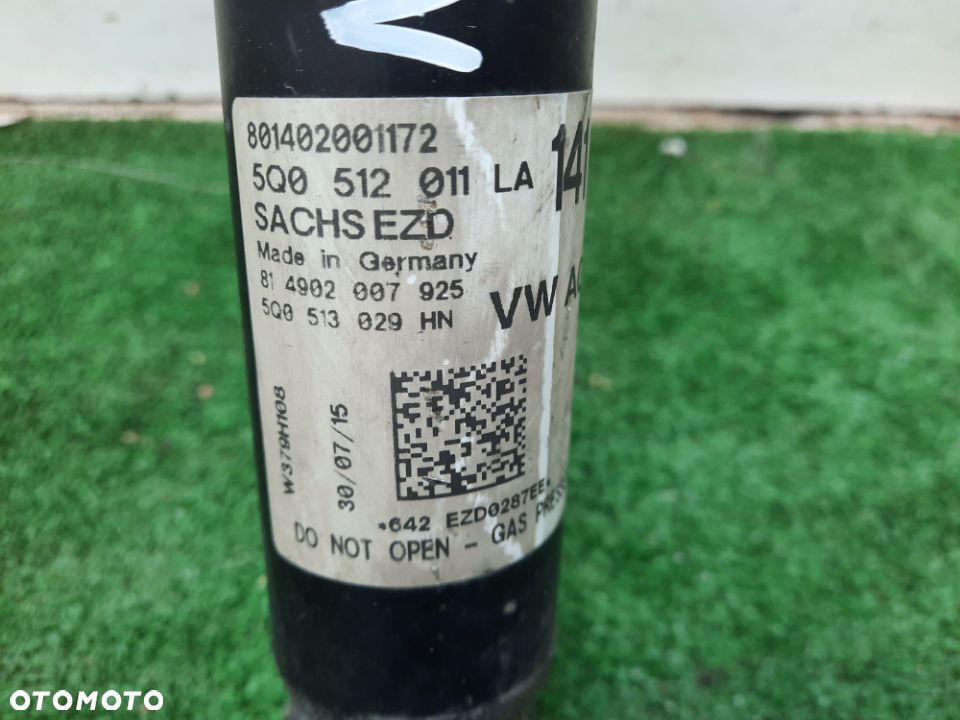 801402001172
5Q0 512 011 LA
SACHS EZD
Made in Germany
81 4902 007 925
5Q0 513 029 HN
VW
W379H108
30/07/15
*642 EZD0287EE*
DO NOT OPEN - GAS
OTOMOTO